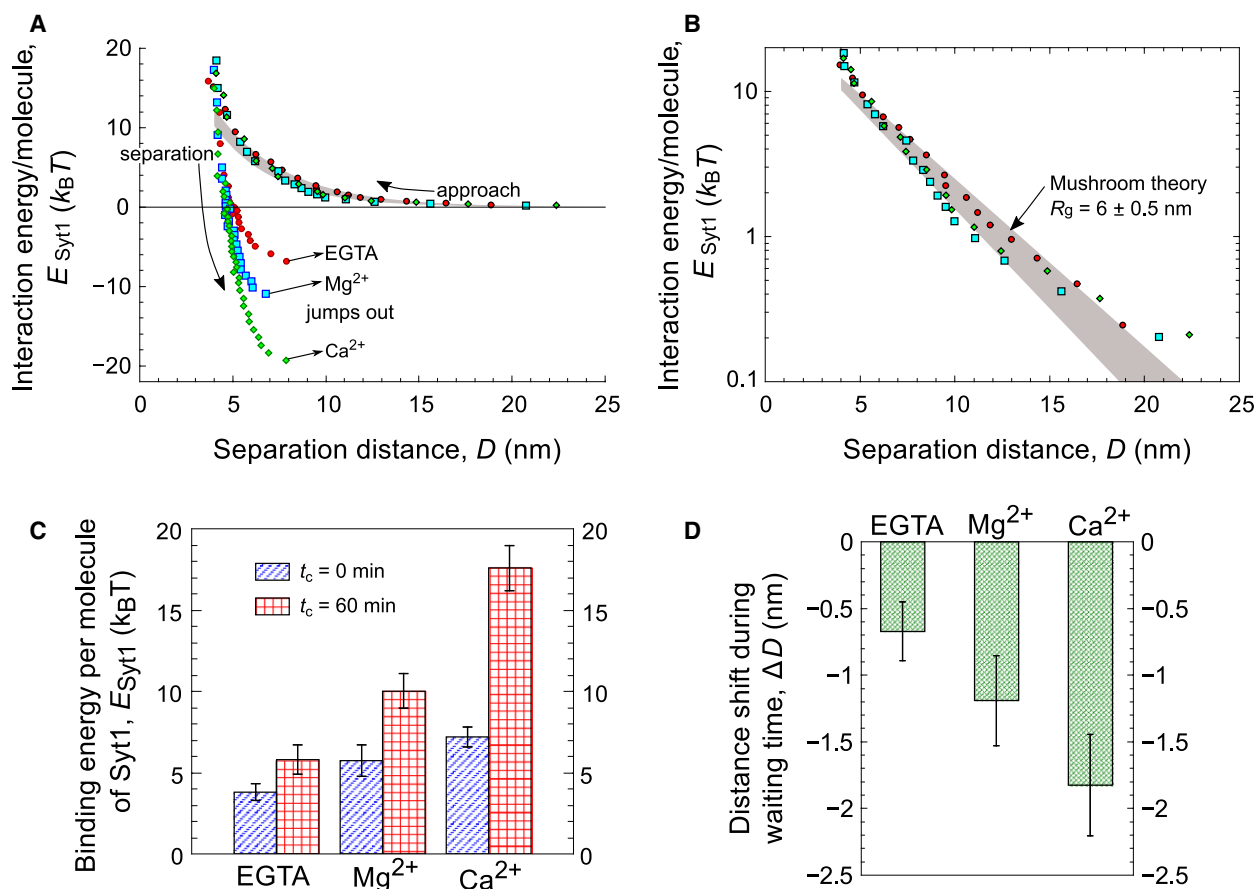 A
Interaction energy/molecule,
E Syt1 (kBT)
20
10
0
−10
−20
0
5
10
15
20
25
Separation distance, D (nm)
separation
approach
EGTA
Mg2+
jumps out
Ca2+
B
Interaction energy/molecule,
E Syt1 (kBT)
10
1
0.1
0
5
10
15
20
25
Separation distance, D (nm)
Mushroom theory
Rg = 6 ± 0.5 nm
C
Binding energy per molecule
of Syt1, ESyt1 (kBT)
20
15
10
5
0
20
15
10
5
0
tc = 0 min
tc = 60 min
EGTA
Mg2+
Ca2+
D
EGTA
Mg2+
Ca2+
Distance shift during
waiting time, ΔD (nm)
0
−0.5
−1
−1.5
−2
−2.5
0
−0.5
−1
−1.5
−2
−2.5